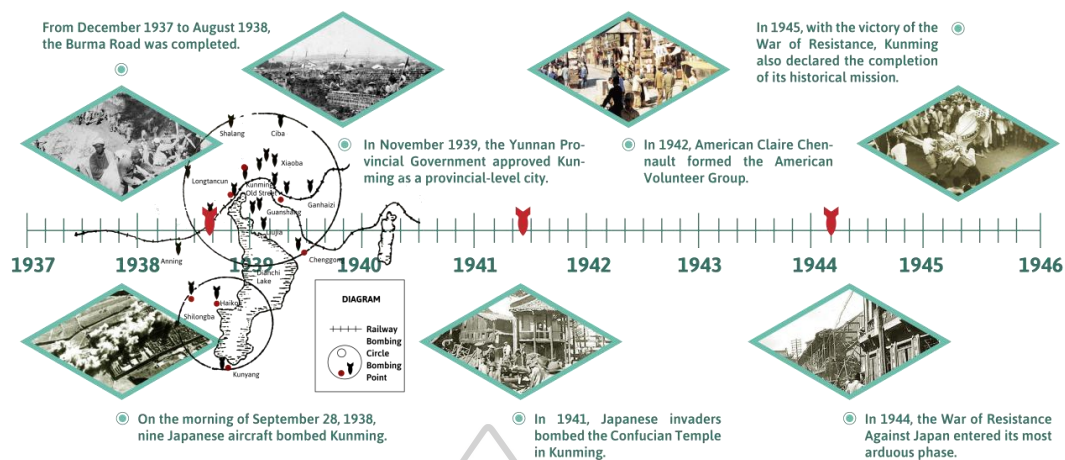 From December 1937 to August 1938,
the Burma Road was completed.
In 1945, with the victory of the
War of Resistance, Kunming
also declared the completion
of its historical mission.
In November 1939, the Yunnan Pro-
vincial Government approved Kun-
ming as a provincial-level city.
In 1942, American Claire Chen-
nault formed the American
Volunteer Group.
Shalang
Ciba
Xiaoba
Longtancun
Kunming
Old Street
Ganhaizi
Guanshang
Anning
Chenggong
Dianchi
Lake
Haikou
Shilongba
Kunyang
1937
1938
1939
1940
1941
1942
1943
1944
1945
1946
DIAGRAM
Railway
Bombing
Circle
Bombing
Point
On the morning of September 28, 1938,
nine Japanese aircraft bombed Kunming.
In 1941, Japanese invaders
bombed the Confucian Temple
in Kunming.
In 1944, the War of Resistance
Against Japan entered its most
arduous phase.